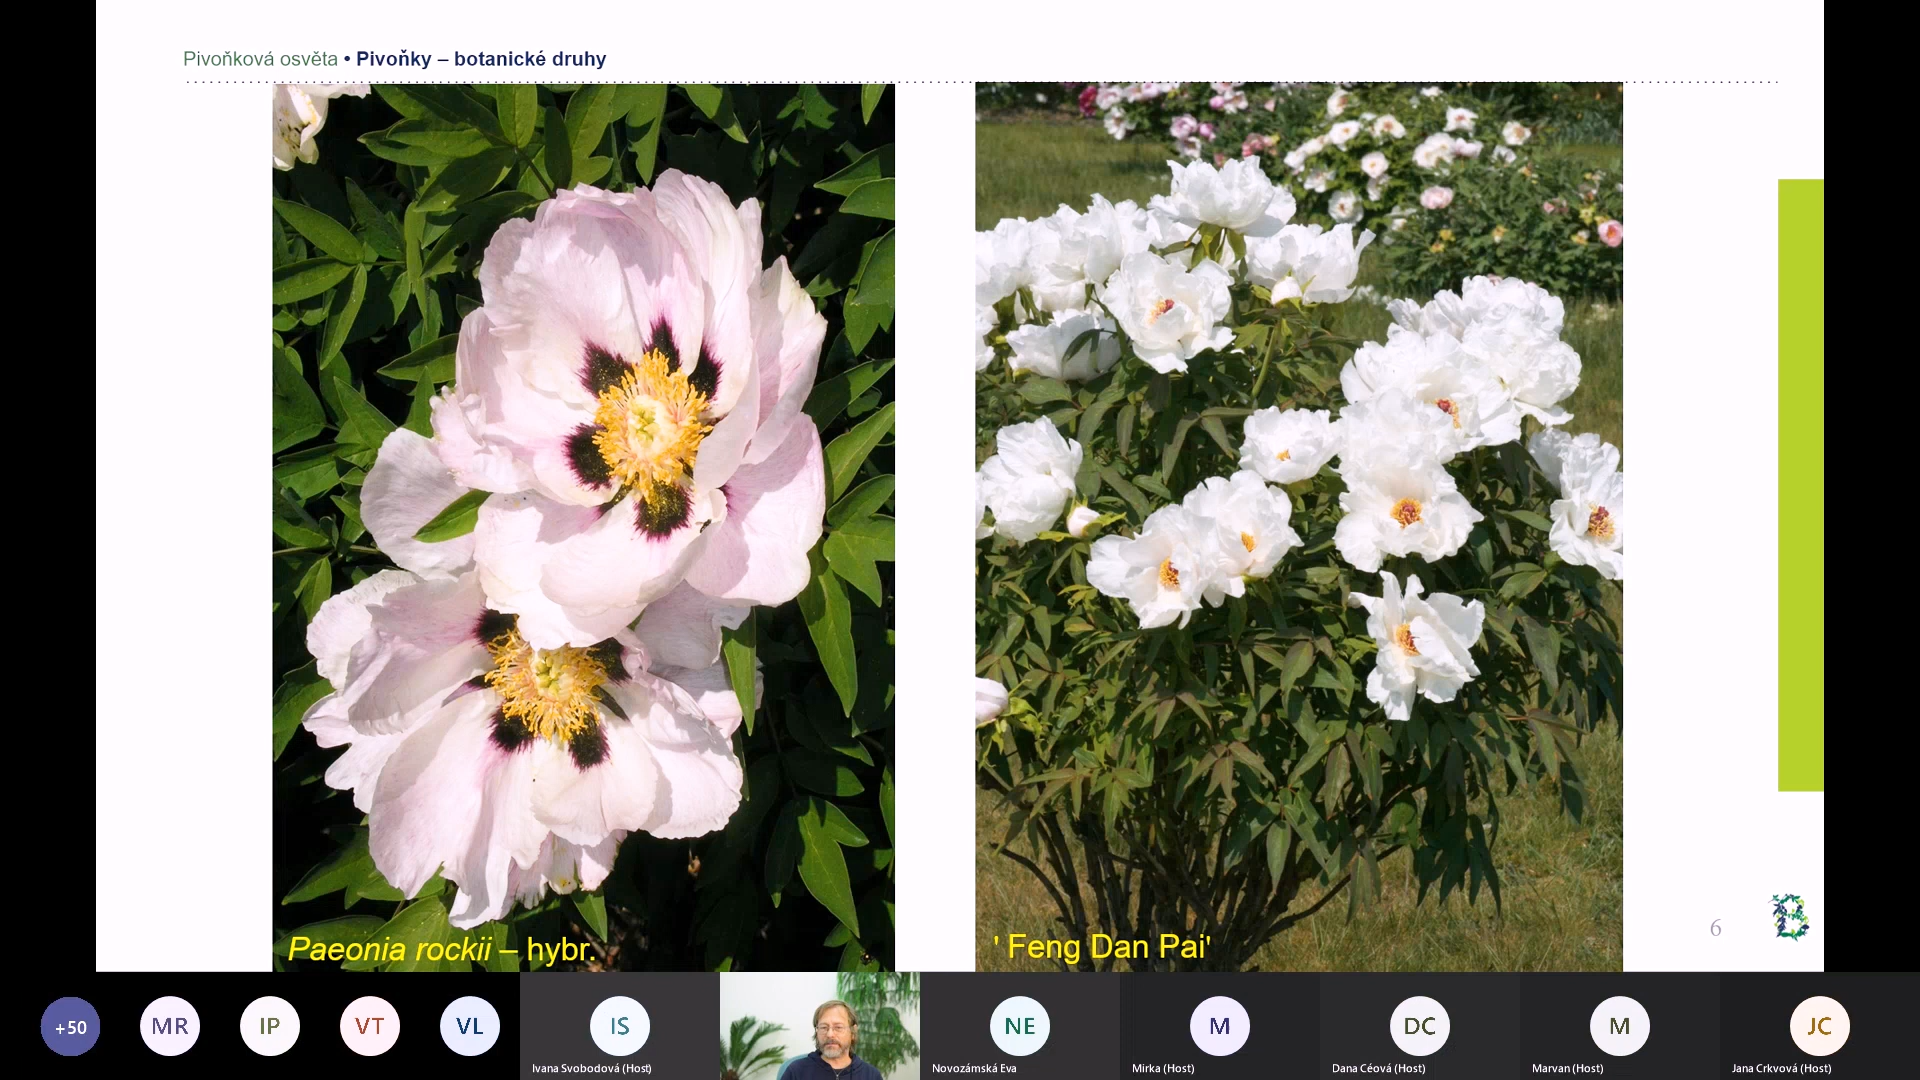 Pivoňková osvěta • Pivoňky – botanické druhy
Paeonia rockii – hybr.
' Feng Dan Pai'
6
B
+50
MR
IP
VT
VL
IS
Ivana Svobodová (Host)
NE
Novozámská Eva
M
Mirka (Host)
DC
Dana Céová (Host)
M
Marvan (Host)
JC
Jana Crkvová (Host)